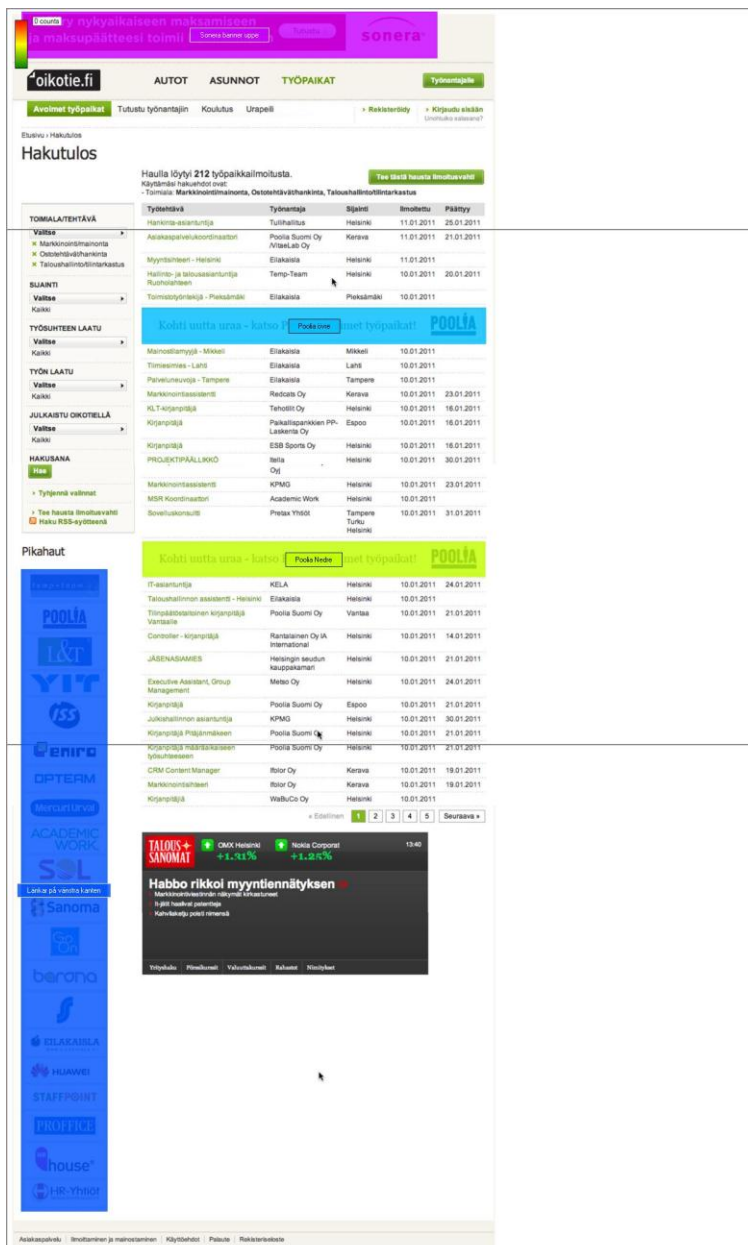 0 counts
y nykyaikaiseen maksamiseen
ja maksupäätteesi toimii
Sonera banner uppe
sonera
oikotie.fi
AUTOT ASUNNOT TYÖPAIKAT
Työnantajalle
Avoimet työpaikat Tutustu työnantajiin Koulutus Urapeili
› Rekisteröidy › Kirjaudu sisään
Unohtuiko salasana?
Etusivu › Hakutulos
Hakutulos
Haulla löytyi 212 työpaikkailmoitusta.
Käyttämäsi hakuehdot ovat:
- Toimiala: Markkinointi/mainonta, Ostotehtävät/hankinta, Taloushallinto/tilintarkastus
Tee tästä hausta ilmoitusvahti
TOIMIALA/TEHTÄVÄ
Valitse
× Markkinointi/mainonta
× Ostotehtävät/hankinta
× Taloushallinto/tilintarkastus
SIJAINTI
Valitse
Kaikki
TYÖSUHTEEN LAATU
Valitse
Kaikki
TYÖN LAATU
Valitse
Kaikki
JULKAISTU OIKOTIELLÄ
Valitse
Kaikki
HAKUSANA
Hae
› Tyhjennä valinnat
› Tee hausta ilmoitusvahti
Haku RSS-syötteenä
Työtehtävä Työnantaja Sijainti Ilmoitettu Päättyy
Hankinta-asiantuntija Tullihallitus Helsinki 11.01.2011 25.01.2011
Asiakaspalvelukoordinaattori Poolia Suomi Oy Kerava 11.01.2011 21.01.2011
/VitaeLab Oy
Myyntisihteeri - Helsinki Eilakaisla Helsinki 11.01.2011
Hallinto- ja talousasiantuntija Temp-Team Helsinki 10.01.2011 20.01.2011
Ruoholahteen
Toimistotyöntekijä - Pieksämäki Eilakaisla Pieksämäki 10.01.2011
Kohti uutta uraa - katso P met työpaikat! POOLIA
Poolia övre
Mainostilamyyjä - Mikkeli Eilakaisla Mikkeli 10.01.2011
Tiimiesimies - Lahti Eilakaisla Lahti 10.01.2011
Palveluneuvoja - Tampere Eilakaisla Tampere 10.01.2011
Markkinointiassistentti Redcats Oy Kerava 10.01.2011 23.01.2011
KLT-kirjanpitäjä Tehotilit Oy Helsinki 10.01.2011 16.01.2011
Kirjanpitäjä Paikallispankkien PP- Espoo 10.01.2011 16.01.2011
Laskenta Oy
Kirjanpitäjä ESB Sports Oy Helsinki 10.01.2011 16.01.2011
PROJEKTIPÄÄLLIKKÖ Itella Helsinki 10.01.2011 30.01.2011
Oyj
Markkinointiassistentti KPMG Helsinki 10.01.2011 23.01.2011
MSR Koordinaattori Academic Work Helsinki 10.01.2011
Sovelluskonsultti Pretax Yhtiöt Tampere 10.01.2011 31.01.2011
Turku
Helsinki
Kohti uutta uraa - katso met työpaikat! POOLIA
Poolia Nedre
IT-asiantuntija KELA Helsinki 10.01.2011 24.01.2011
Taloushallinnon assistentti - Helsinki Eilakaisla Helsinki 10.01.2011
Tilinpäätöstaitoinen kirjanpitäjä Poolia Suomi Oy Vantaa 10.01.2011 21.01.2011
Vantaalle
Controller - kirjanpitäjä Rantalainen Oy IA Helsinki 10.01.2011 14.01.2011
International
JÄSENASIAMIES Helsingin seudun Helsinki 10.01.2011 21.01.2011
kauppakamari
Executive Assistant, Group Metso Oy Helsinki 10.01.2011 24.01.2011
Management
Kirjanpitäjä Poolia Suomi Oy Espoo 10.01.2011 21.01.2011
Julkishallinnon asiantuntija KPMG Helsinki 10.01.2011 30.01.2011
Kirjanpitäjä Pitäjänmäkeen Poolia Suomi Oy Helsinki 10.01.2011 21.01.2011
Kirjanpitäjä määräaikaiseen Poolia Suomi Oy Helsinki 10.01.2011 21.01.2011
työsuhteeseen
CRM Content Manager Ifolor Oy Kerava 10.01.2011 19.01.2011
Markkinointisihteeri Ifolor Oy Kerava 10.01.2011 19.01.2011
Kirjanpitäjiä WaBuCo Oy Helsinki 10.01.2011
« Edellinen 1 2 3 4 5 Seuraava »
Pikahaut
POOLIA
L&T
YIT
ISS
eniro
OPTEAM
Mercuri Urval
ACADEMIC
WORK
SOL
Länkar på vänstra kanten
Sanoma
Go On
barona
EILAKAISLA
HUAWEI
STAFFPOINT
PROFFICE
house
HR-Yhtiöt
TALOUS
SANOMAT
OMX Helsinki Nokia Corporat 13:40
+1.31% +1.25%
Habbo rikkoi myyntiennätyksen
Markkinointiviestinnän näkymät kirkastuneet
It-jätit haalivat patentteja
Kahvilaketju poisti nimensä
Yrityshaku Pörssikurssit Valuuttakurssit Rahastot Nimitykset
Asiakaspalvelu Ilmoittaminen ja mainostaminen Käyttöehdot Palaute Rekisteriseloste